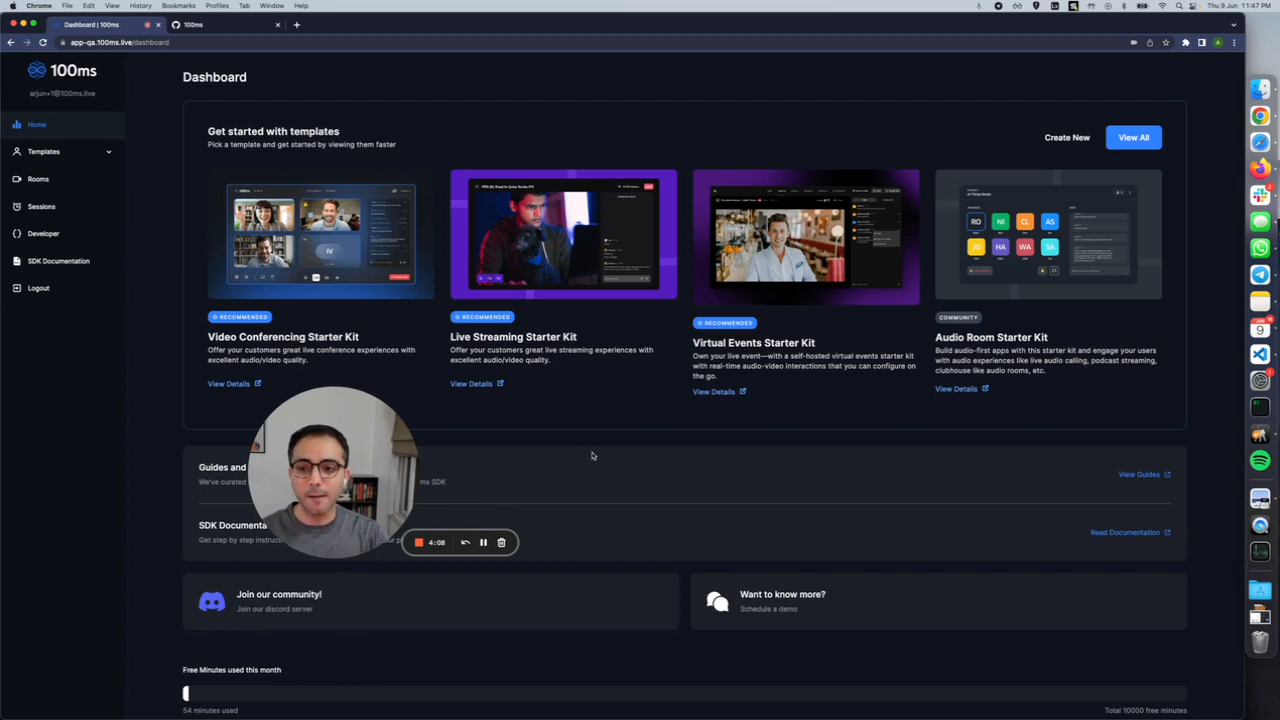 Chrome File Edit View History Bookmarks Profiles Tab Window Help
Thu 9 Jun 11:47 PM
Dashboard | 100ms
100ms
app-qa.100ms.live/dashboard
100ms
arjun+1@100ms.live
Home
Templates
Rooms
Sessions
Developer
SDK Documentation
Logout
Dashboard
Get started with templates
Pick a template and get started by viewing them faster
Create New
View All
RECOMMENDED
Video Conferencing Starter Kit
Offer your customers great live conference experiences with
excellent audio/video quality.
View Details
RECOMMENDED
Live Streaming Starter Kit
Offer your customers great live streaming experiences with
excellent audio/video quality.
View Details
RECOMMENDED
Virtual Events Starter Kit
Own your live event—with a self-hosted virtual events starter kit
with real-time audio-video interactions that you can configure on
the go.
View Details
RO NI CL AS
JO HA WA SA
COMMUNITY
Audio Room Starter Kit
Build audio-first apps with this starter kit and engage your users
with audio experiences like live audio calling, podcast streaming,
clubhouse like audio rooms, etc.
View Details
IV
Guides and
We've curated
ms SDK
View Guides
SDK Documenta
Get step by step instruc
Read Documentation
4:08
Join our community!
Join our discord server
Want to know more?
Schedule a demo
Free Minutes used this month
54 minutes used
Total 10000 free minutes